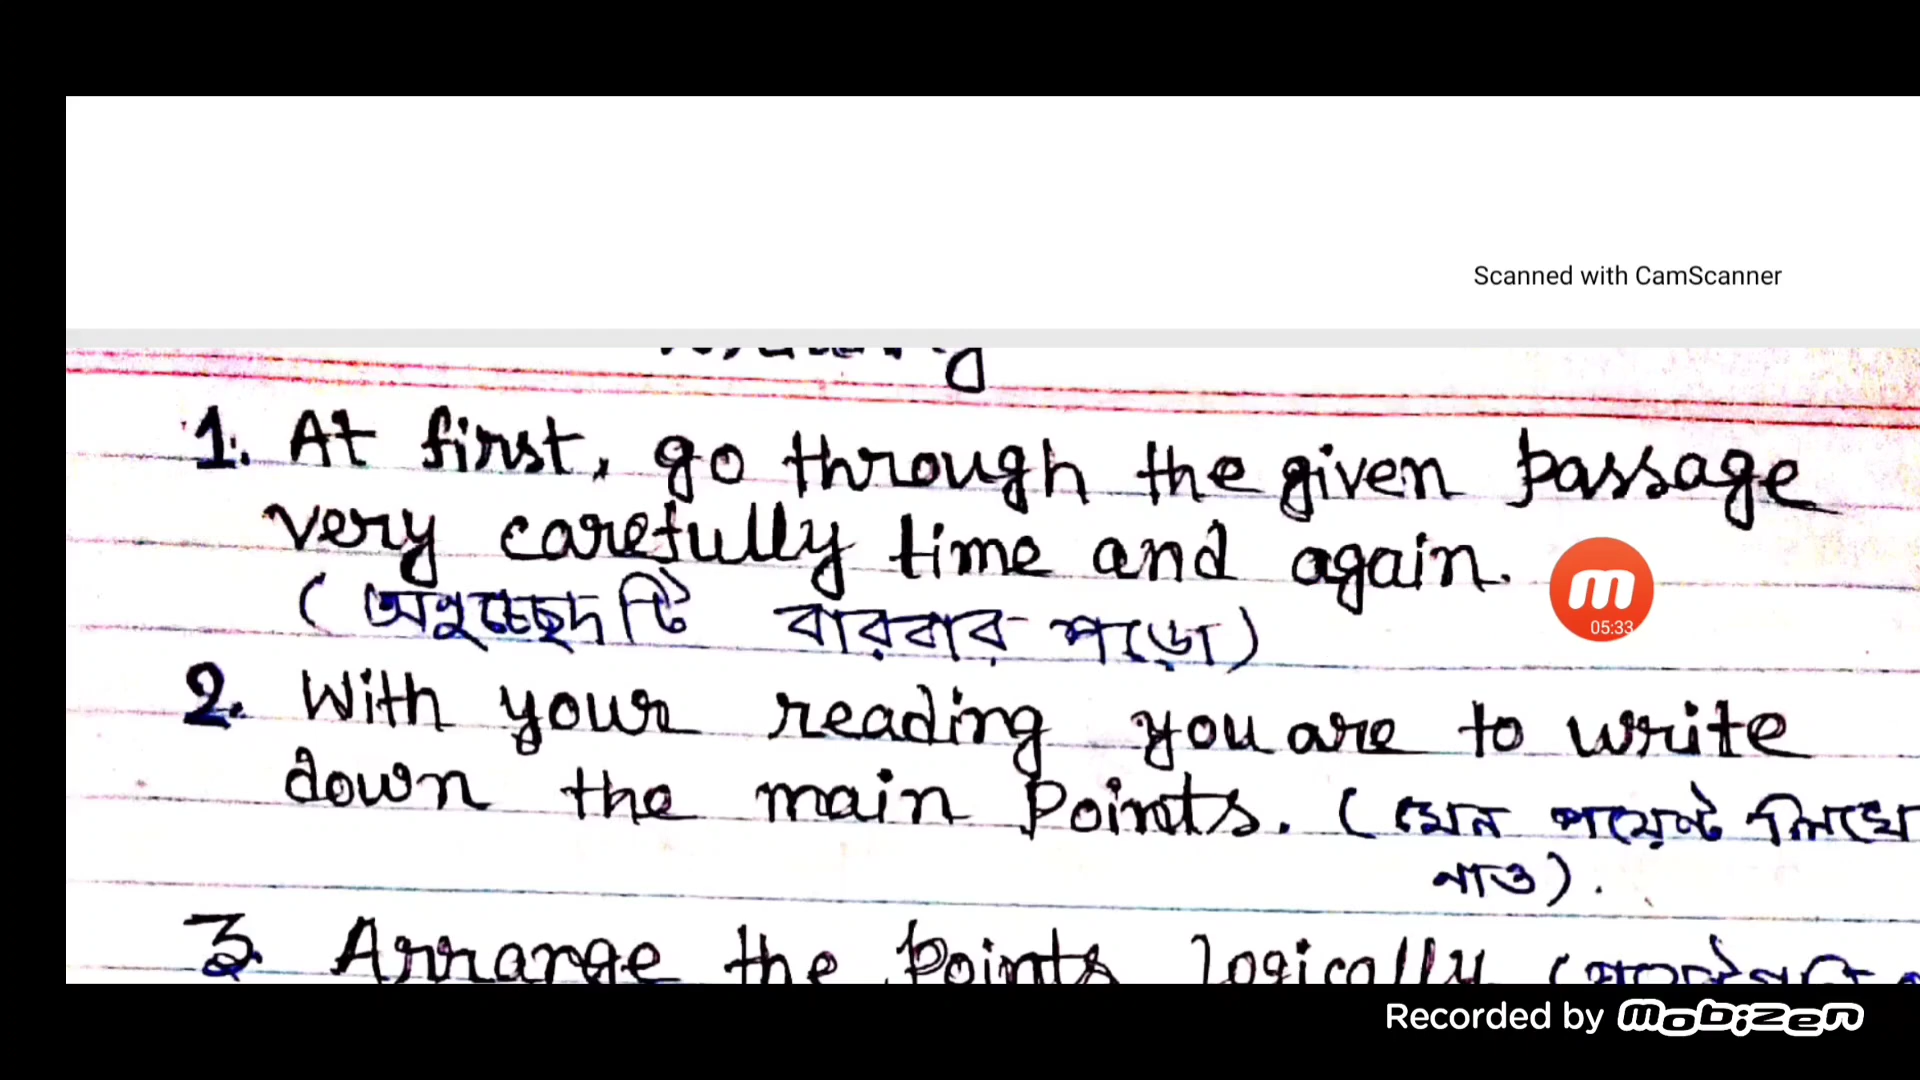 Scanned with CamScanner
1. At first, go through the given passage
very carefully time and again.
(অনুচ্ছেদটি বারবার পড়ো)
05:33
2. With your reading you are to write
down the main Points. (মেন পয়েন্ট লিখে
নাও).
3 Arrange the Points logically
Recorded by mobizen